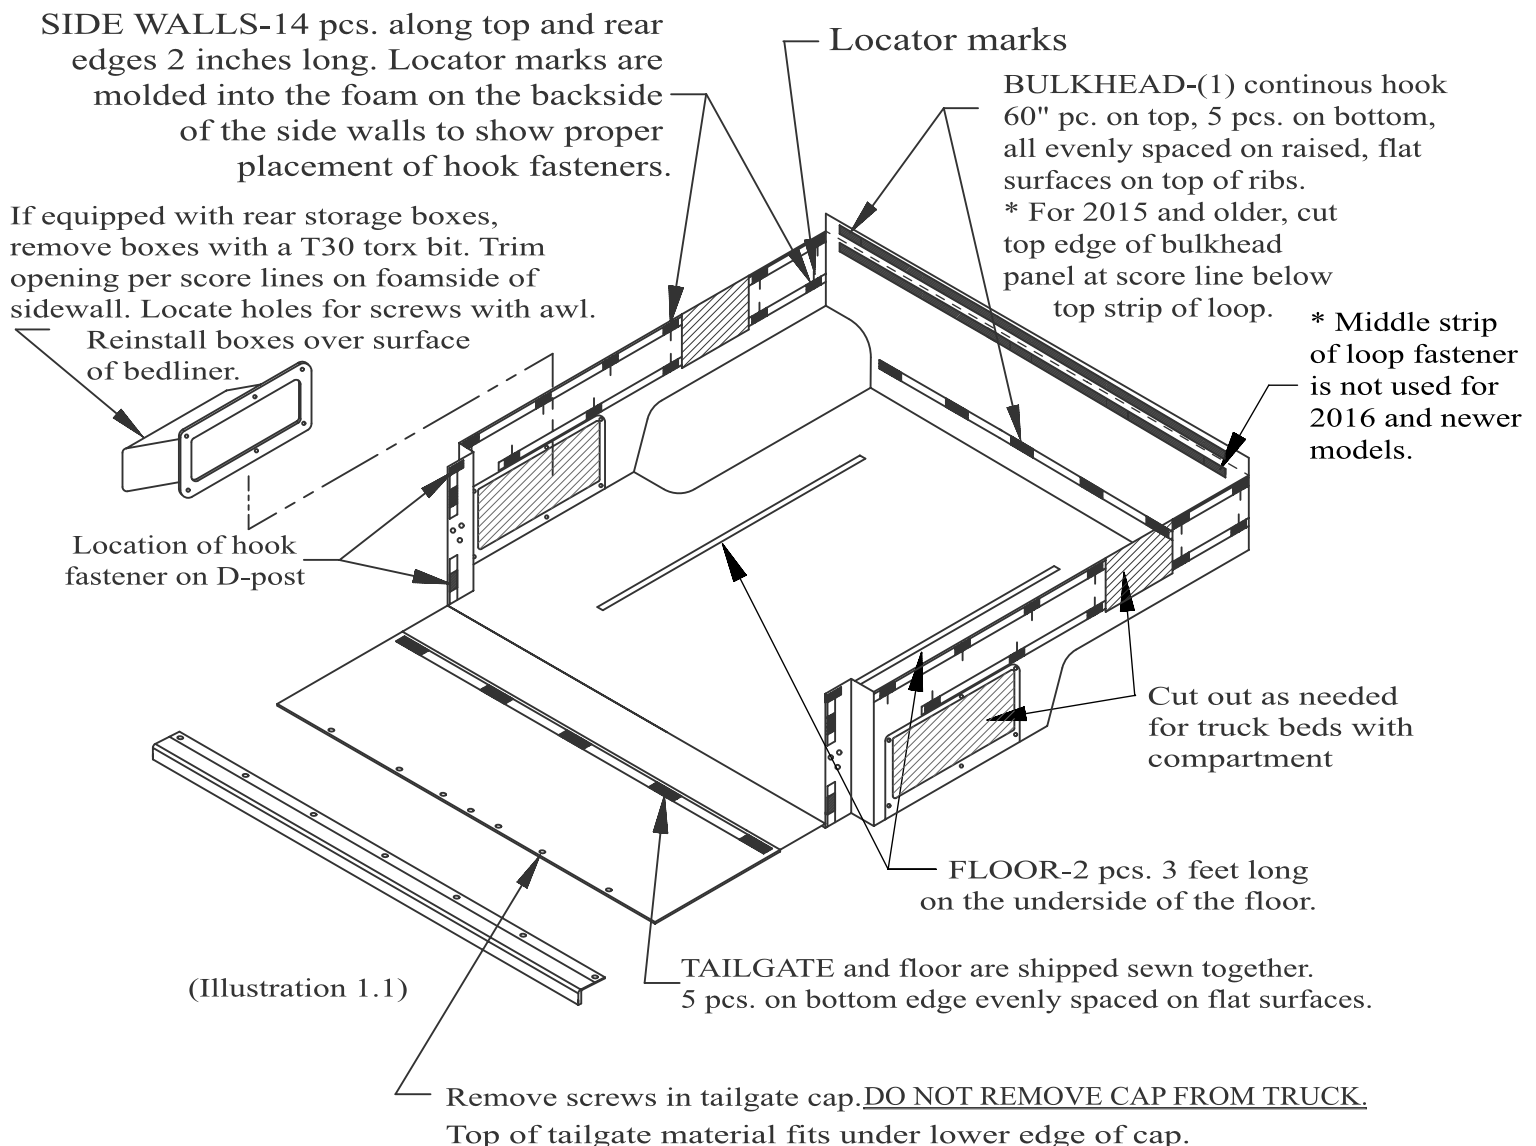 SIDE WALLS-14 pcs. along top and rear
edges 2 inches long. Locator marks are
molded into the foam on the backside
of the side walls to show proper
placement of hook fasteners.
Locator marks
BULKHEAD-(1) continous hook
60" pc. on top, 5 pcs. on bottom,
all evenly spaced on raised, flat
surfaces on top of ribs.
* For 2015 and older, cut
top edge of bulkhead
panel at score line below
top strip of loop.
If equipped with rear storage boxes,
remove boxes with a T30 torx bit. Trim
opening per score lines on foamside of
sidewall. Locate holes for screws with awl.
Reinstall boxes over surface
of bedliner.
* Middle strip
of loop fastener
is not used for
2016 and newer
models.
Location of hook
fastener on D-post
Cut out as needed
for truck beds with
compartment
FLOOR-2 pcs. 3 feet long
on the underside of the floor.
TAILGATE and floor are shipped sewn together.
5 pcs. on bottom edge evenly spaced on flat surfaces.
(Illustration 1.1)
Remove screws in tailgate cap. DO NOT REMOVE CAP FROM TRUCK.
Top of tailgate material fits under lower edge of cap.